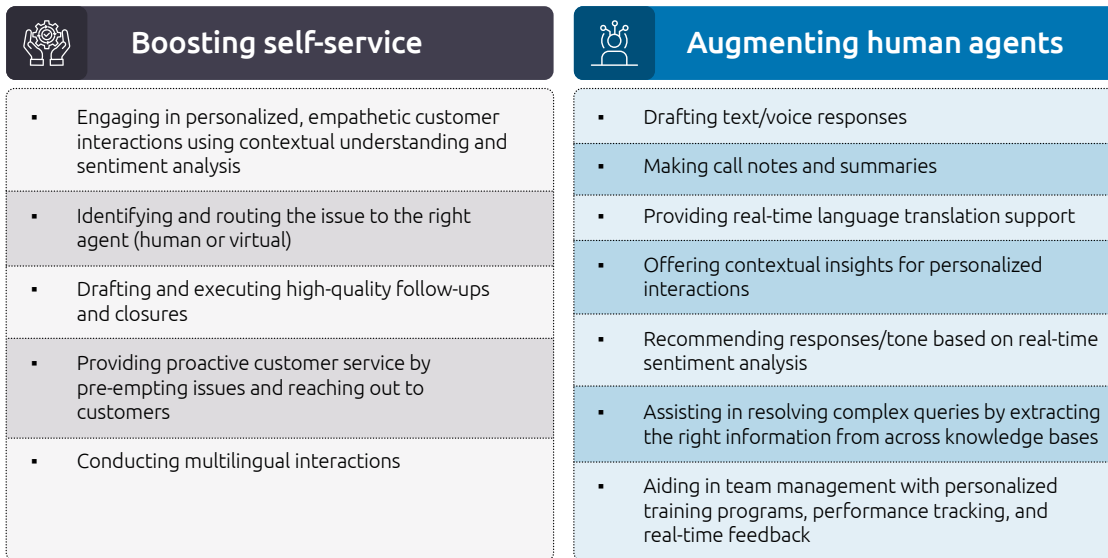 Boosting self-service
▪ Engaging in personalized, empathetic customer
interactions using contextual understanding and
sentiment analysis
▪ Identifying and routing the issue to the right
agent (human or virtual)
▪ Drafting and executing high-quality follow-ups
and closures
▪ Providing proactive customer service by
pre-empting issues and reaching out to
customers
▪ Conducting multilingual interactions
Augmenting human agents
▪ Drafting text/voice responses
▪ Making call notes and summaries
▪ Providing real-time language translation support
▪ Offering contextual insights for personalized
interactions
▪ Recommending responses/tone based on real-time
sentiment analysis
▪ Assisting in resolving complex queries by extracting
the right information from across knowledge bases
▪ Aiding in team management with personalized
training programs, performance tracking, and
real-time feedback